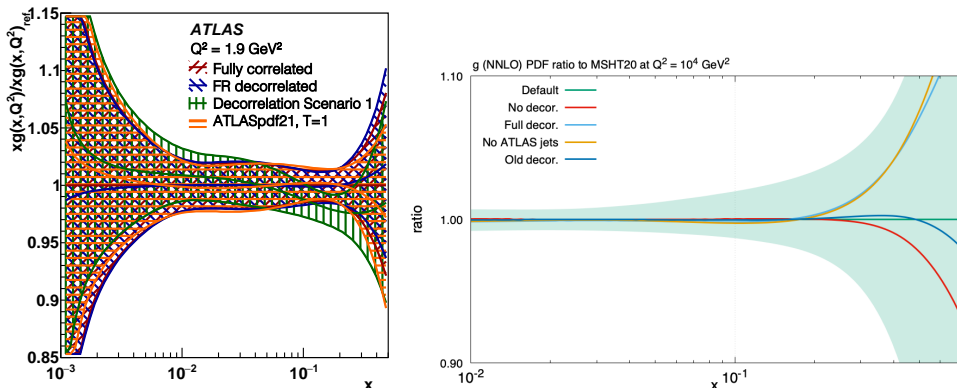 xg(x,Q²)/xg(x,Q²)ref
1.15
1.1
1.05
1
0.95
0.9
0.85
ATLAS
Q² = 1.9 GeV²
Fully correlated
FR decorrelated
Decorrelation Scenario 1
ATLASpdf21, T=1
10⁻³
10⁻²
10⁻¹
x
g (NNLO) PDF ratio to MSHT20 at Q² = 10⁴ GeV²
1.10
1.00
0.90
ratio
Default
No decor.
Full decor.
No ATLAS jets
Old decor.
10⁻²
10⁻¹
x